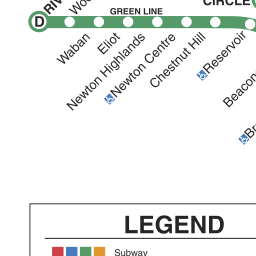 CIRCLE
GREEN LINE
D
Waban
Eliot
Newton Highlands
Newton Centre
Chestnut Hill
Reservoir
LEGEND
Subway